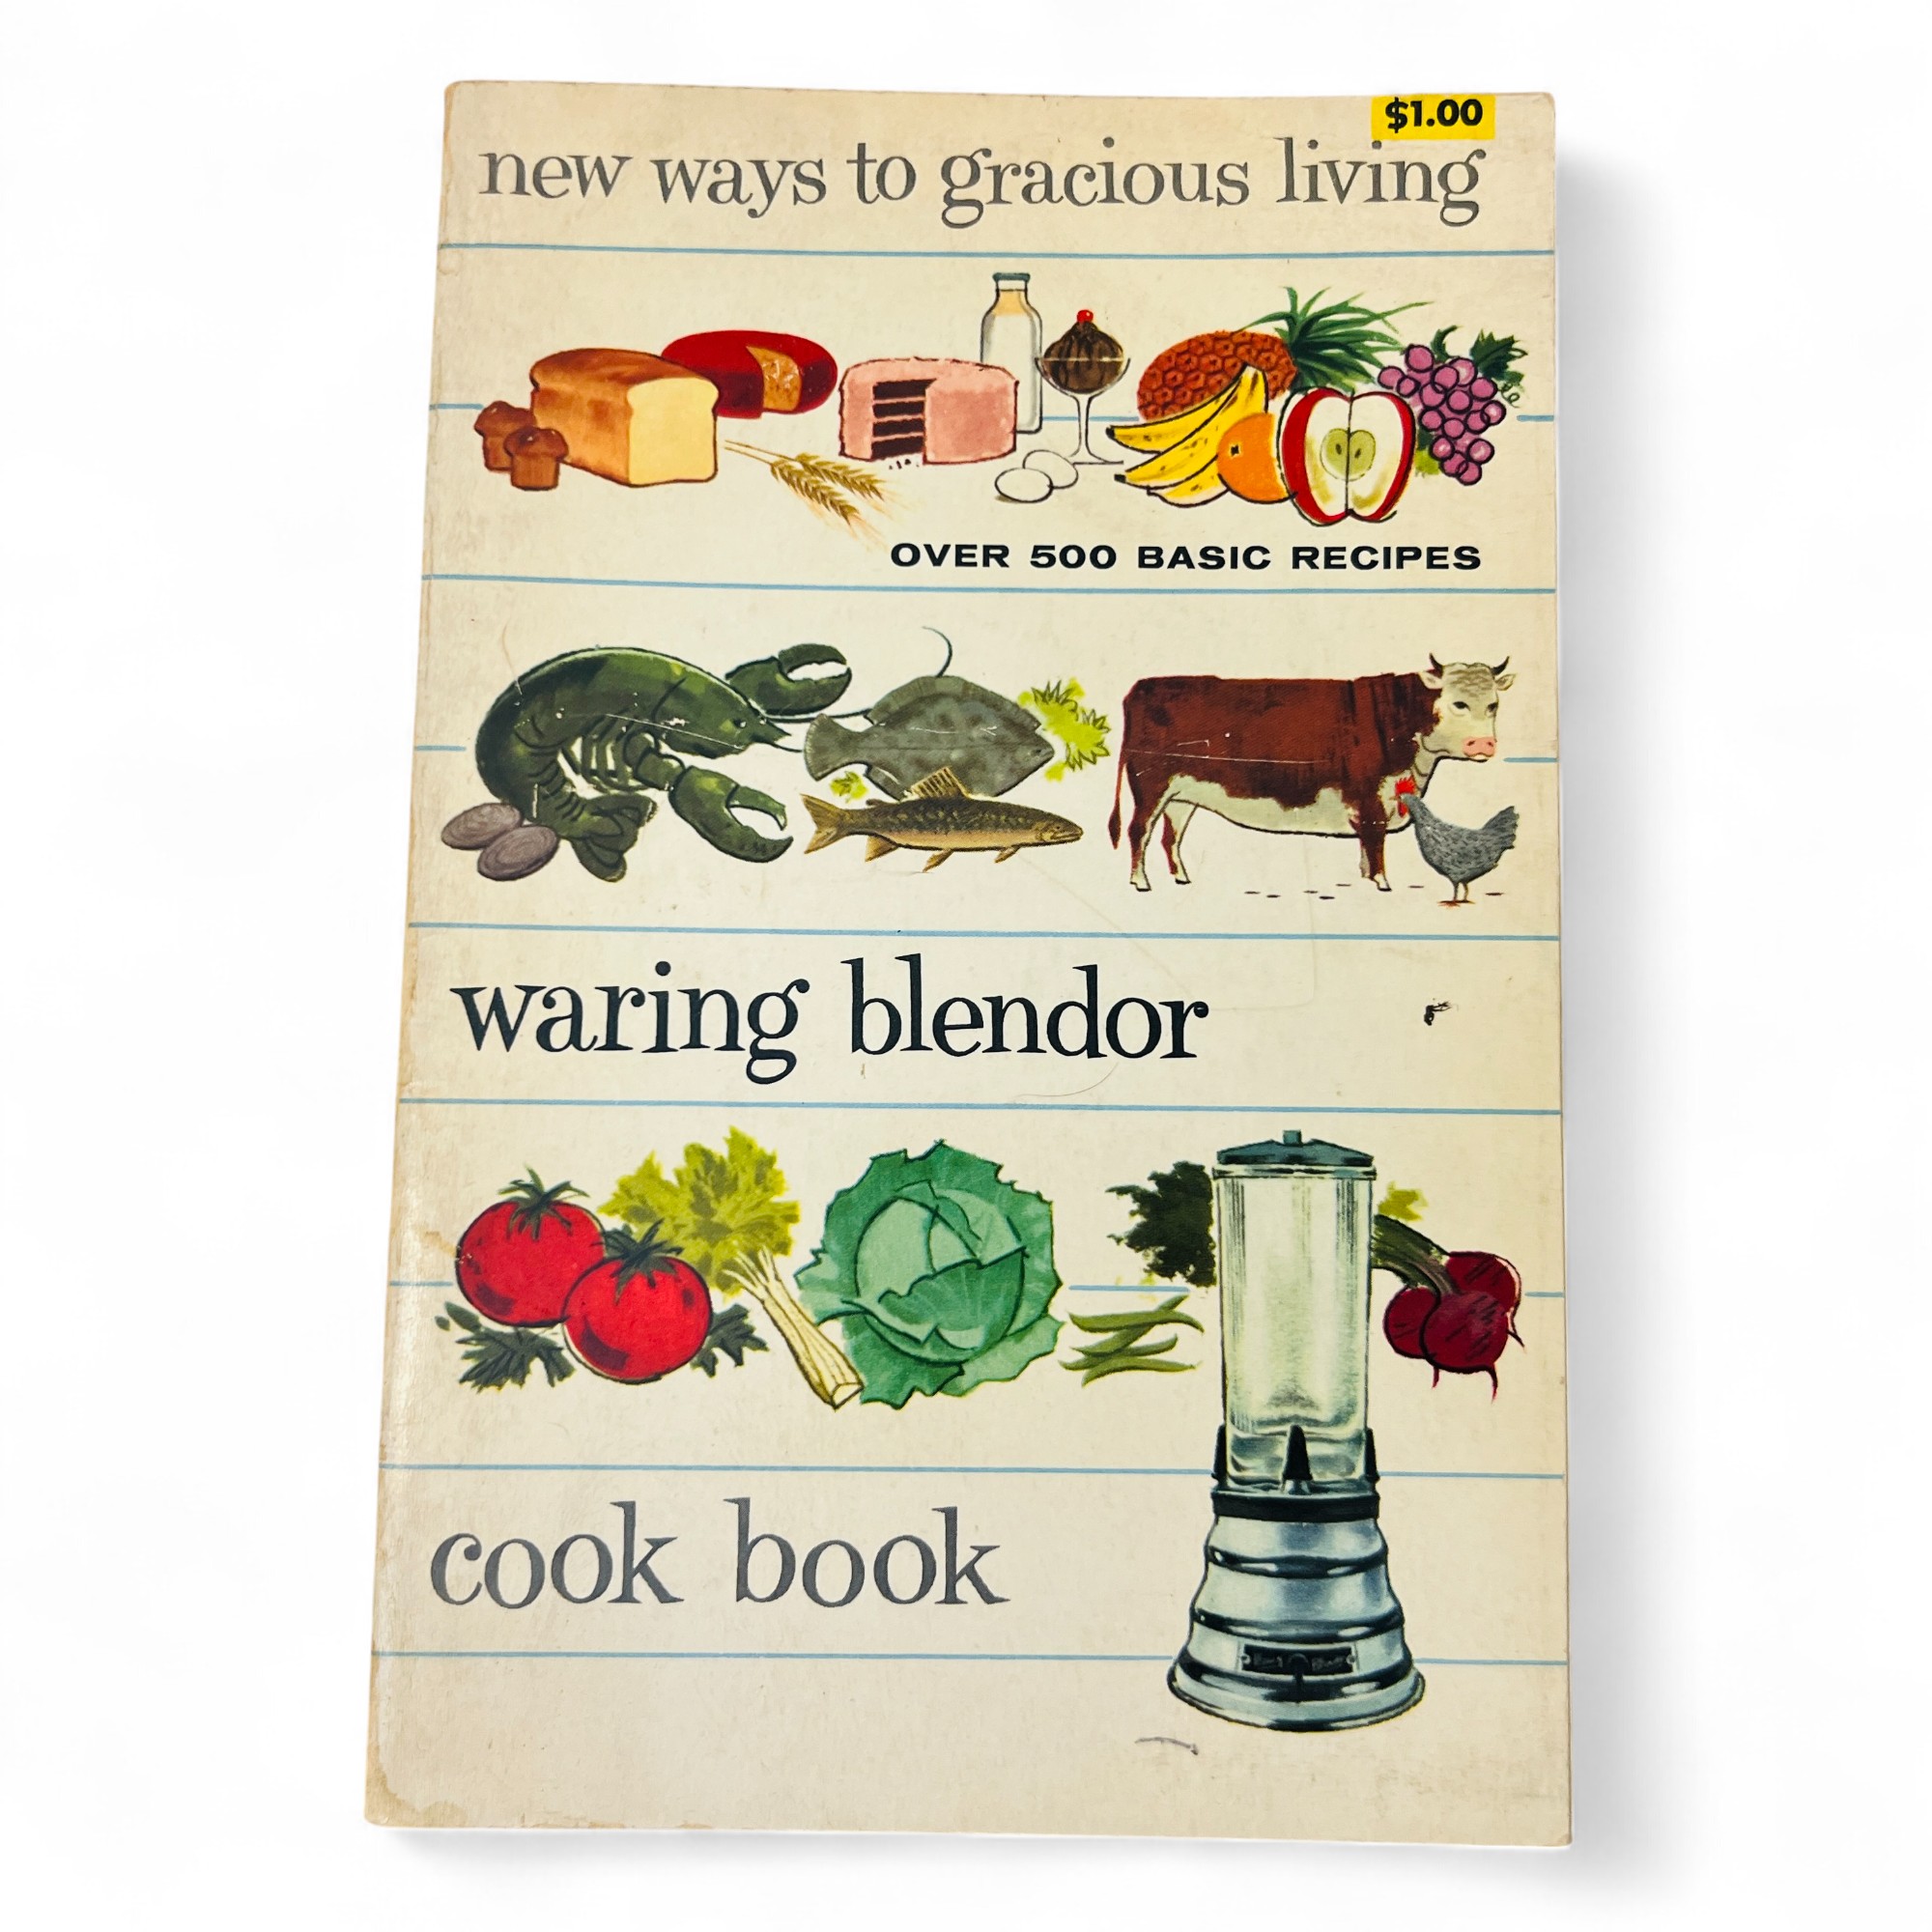 $1.00
new ways to gracious living
OVER 500 BASIC RECIPES
waring blendor
cook book